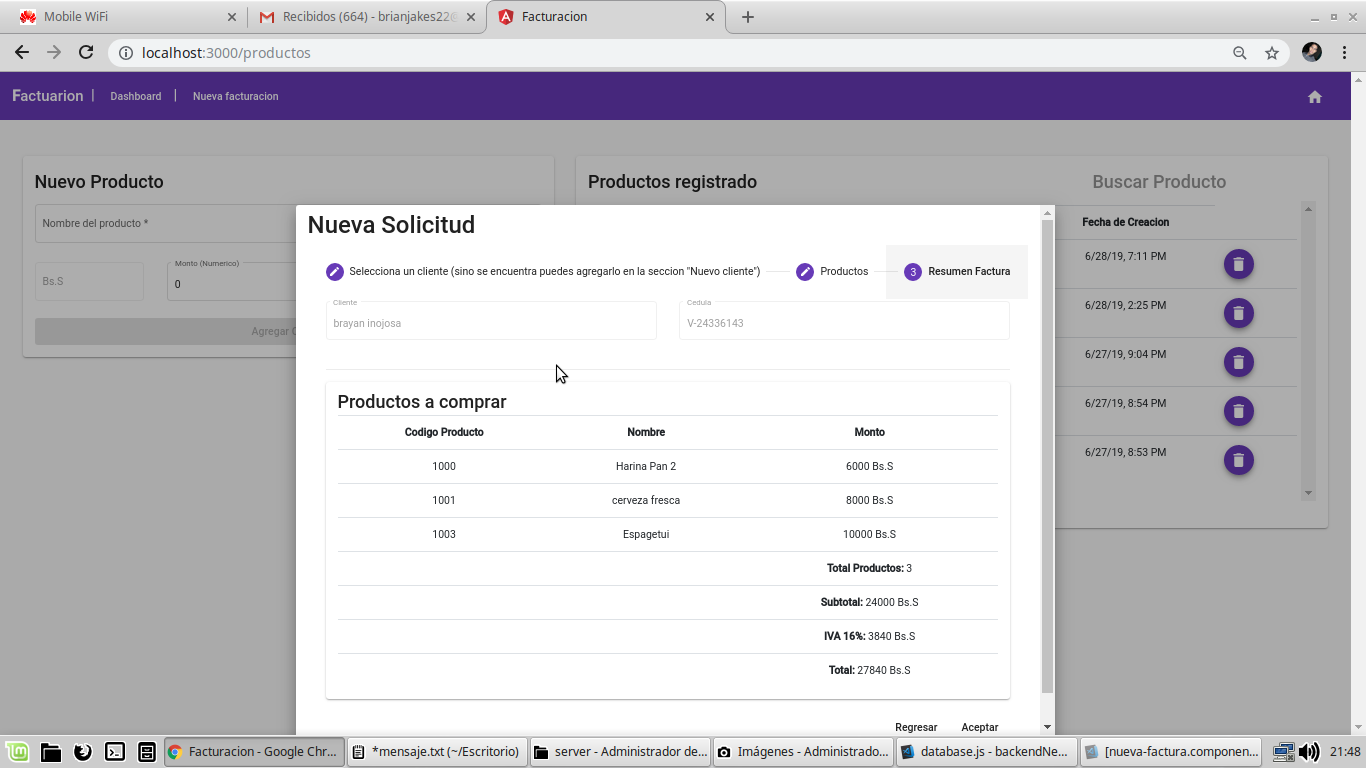 Mobile WiFi
Recibidos (664) - brianjakes22@
Facturacion
localhost:3000/productos
Factuarion | Dashboard | Nueva facturacion
Nuevo Producto
Productos registrado
Buscar Producto
Nombre del producto *
Fecha de Creacion
Bs.S
Monto (Numerico)
0
Agregar
6/28/19, 7:11 PM
6/28/19, 2:25 PM
6/27/19, 9:04 PM
6/27/19, 8:54 PM
6/27/19, 8:53 PM
Nueva Solicitud
Selecciona un cliente (sino se encuentra puedes agregarlo en la seccion "Nuevo cliente")
Productos
3 Resumen Factura
Cliente
brayan inojosa
Cedula
V-24336143
Productos a comprar
Codigo Producto Nombre Monto
1000 Harina Pan 2 6000 Bs.S
1001 cerveza fresca 8000 Bs.S
1003 Espagetui 10000 Bs.S
Total Productos: 3
Subtotal: 24000 Bs.S
IVA 16%: 3840 Bs.S
Total: 27840 Bs.S
Regresar Aceptar
Facturacion - Google Chr...
*mensaje.txt (~/Escritorio)
server - Administrador de...
Imágenes - Administrado...
database.js - backendNe...
[nueva-factura.componen...
21:48